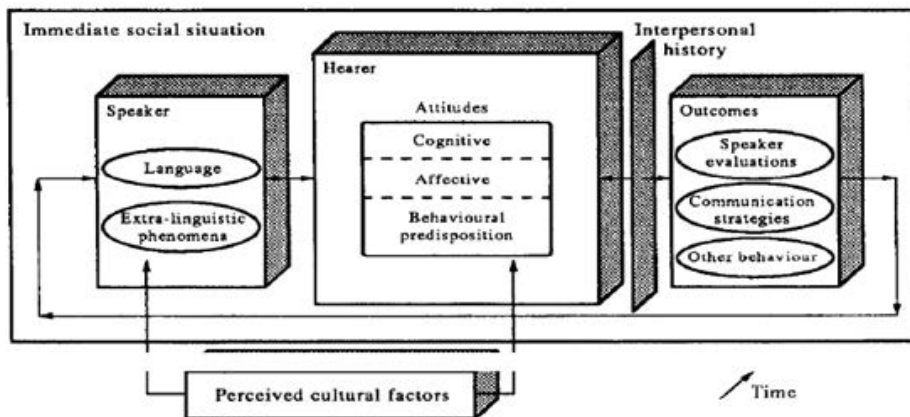 Immediate social situation
Interpersonal
history
Hearer
Speaker
Attitudes
Outcomes
Cognitive
Speaker
evaluations
Language
Affective
Extra-linguistic
phenomena
Behavioural
predisposition
Communication
strategies
Other behaviour
Perceived cultural factors
Time